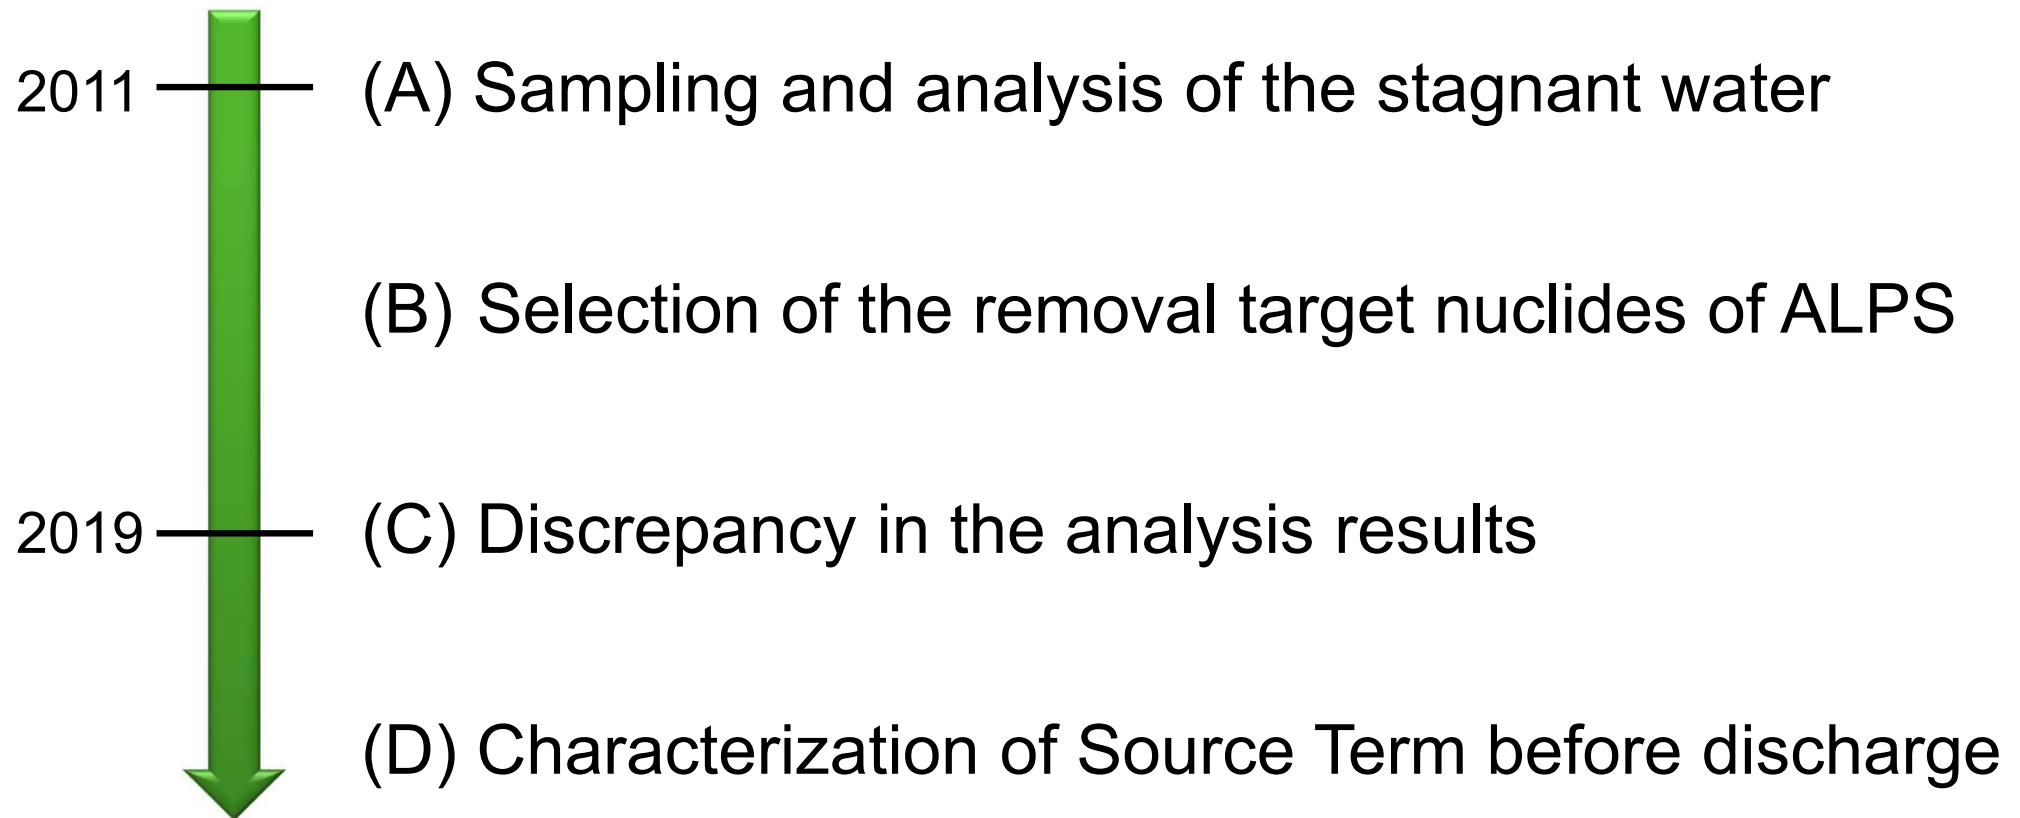 2011 (A) Sampling and analysis of the stagnant water
(B) Selection of the removal target nuclides of ALPS
2019 (C) Discrepancy in the analysis results
(D) Characterization of Source Term before discharge